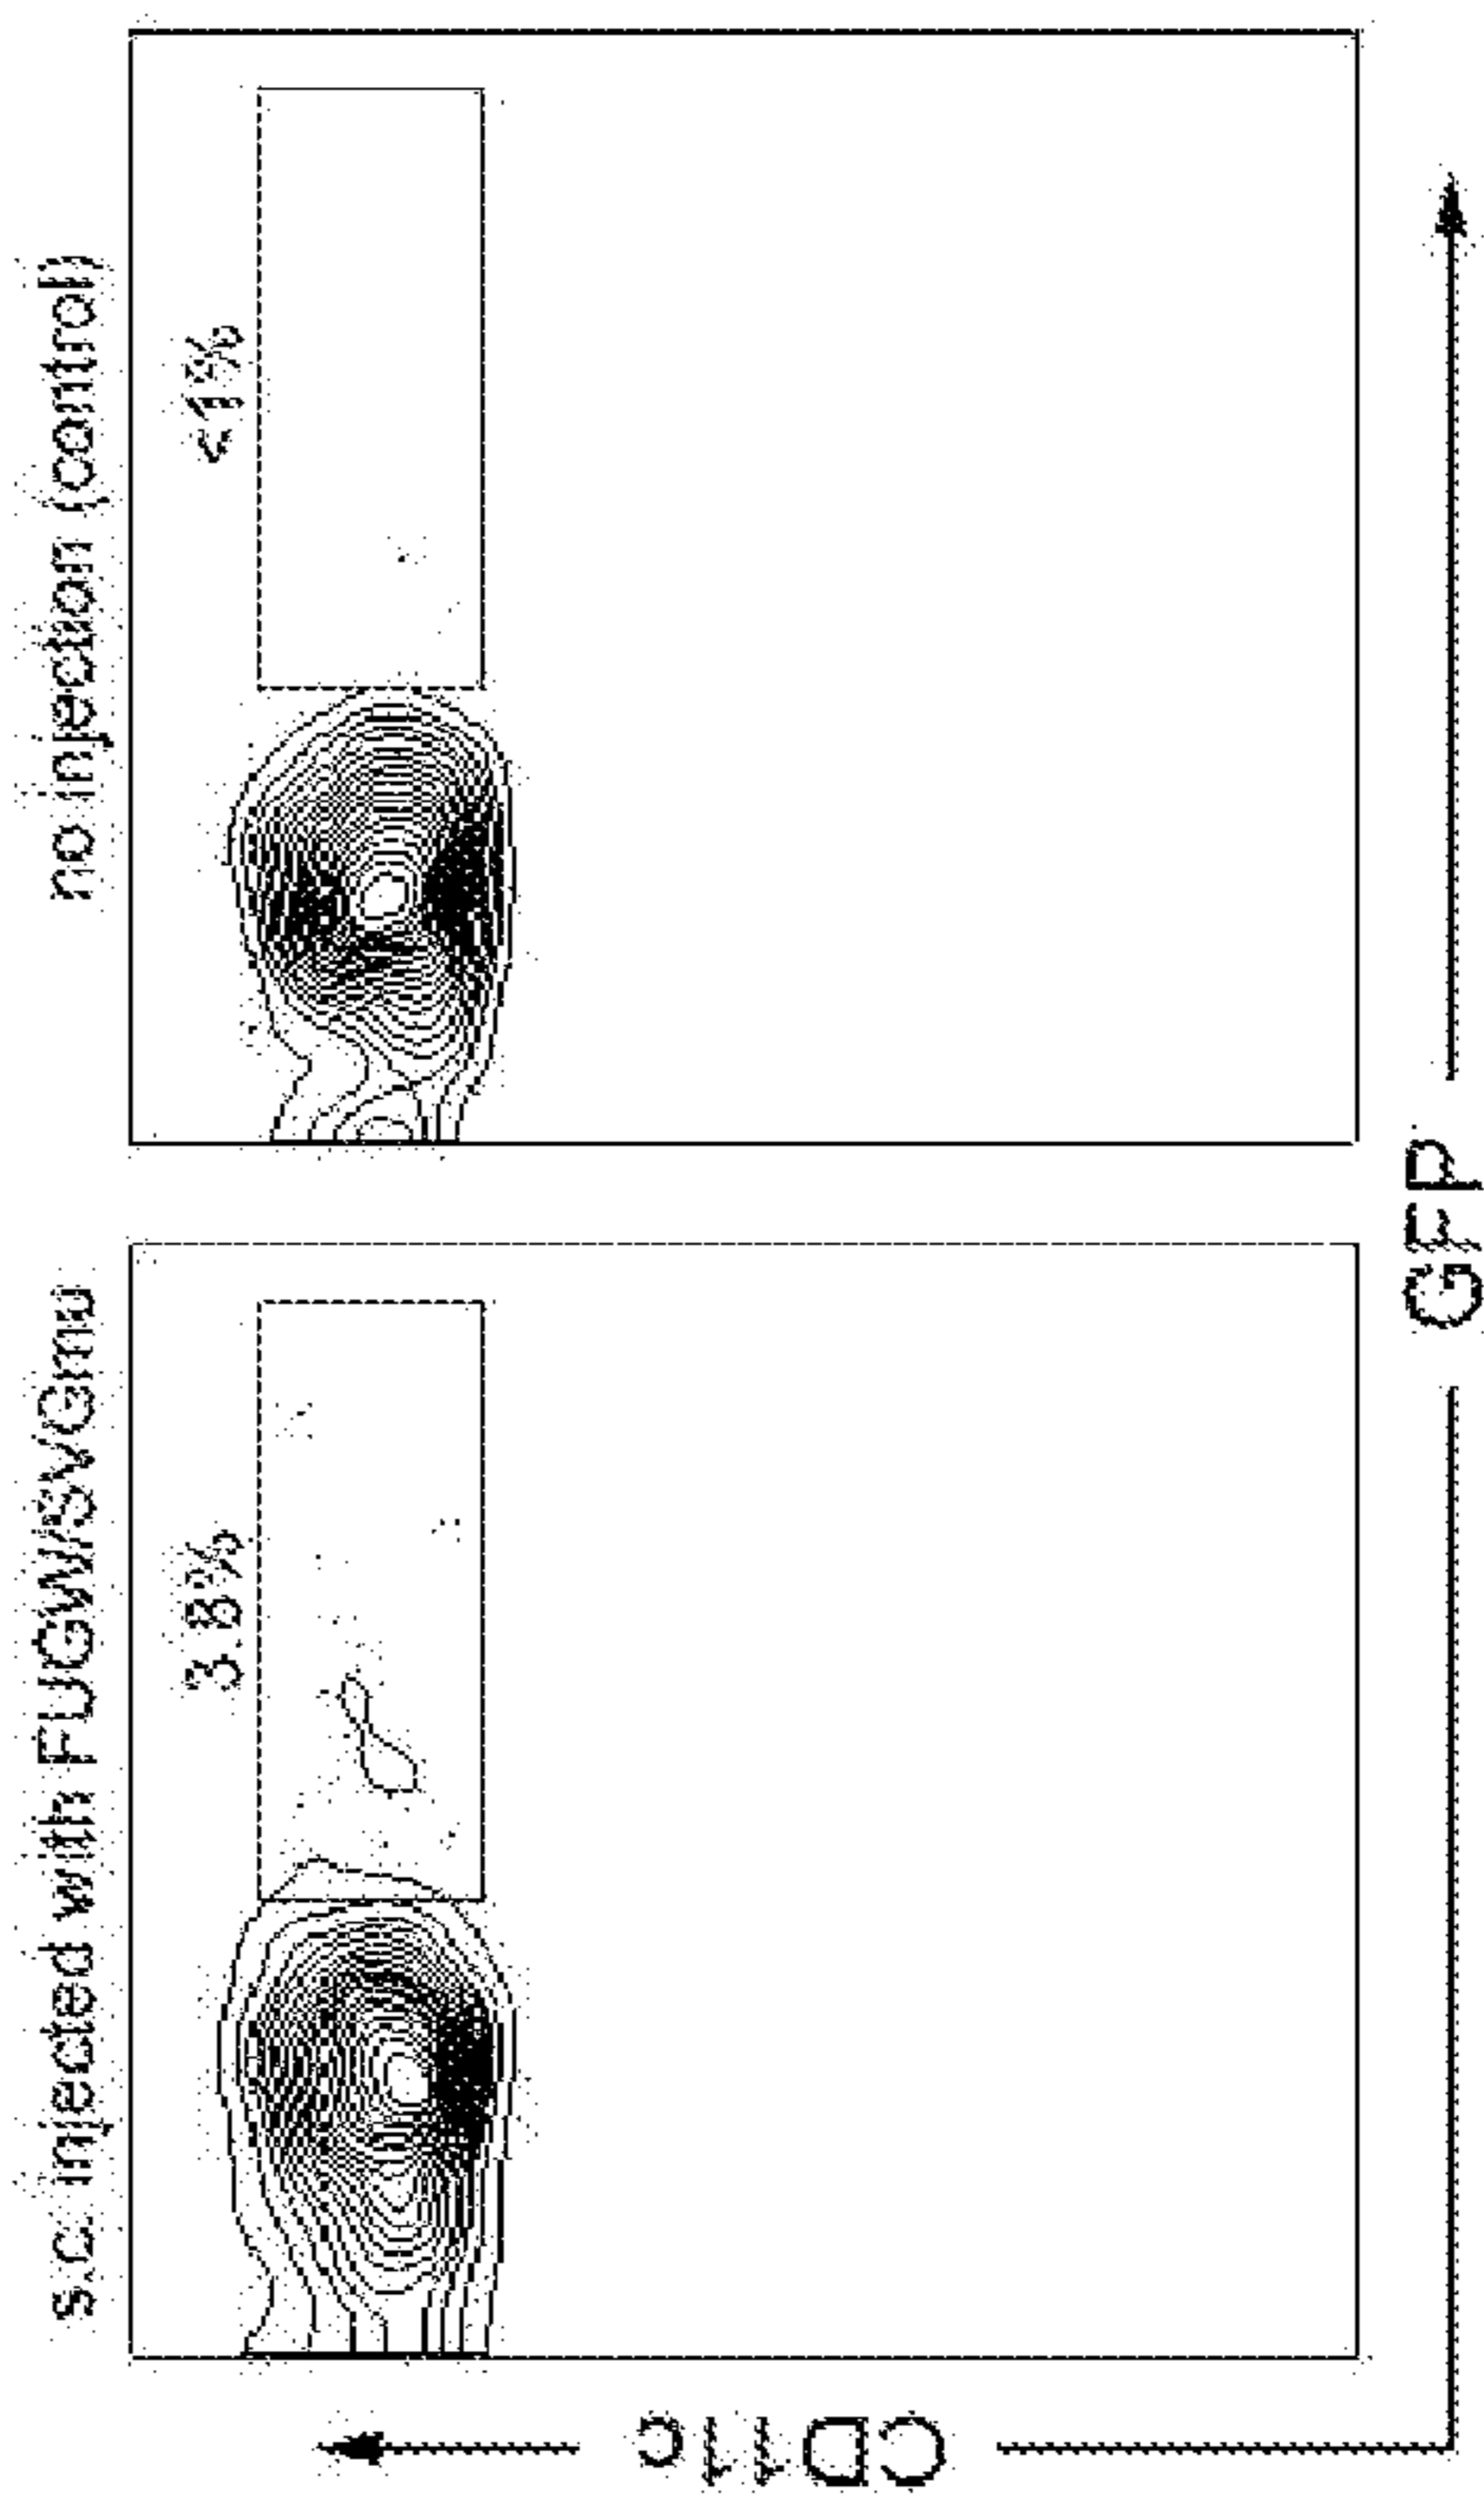 s.c. injected with FUGW/SVGmu
no injection (control)
3.8%
<1%
CD11c
GFP